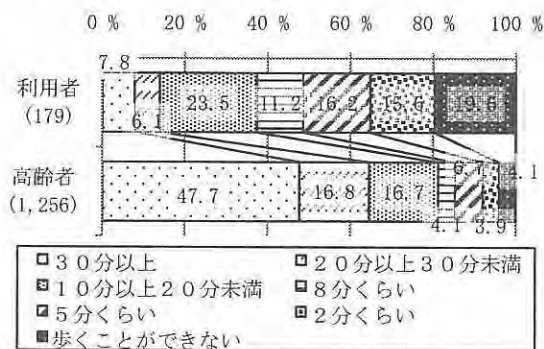 0 % 20 % 40 % 60 % 80 % 100 %
7.8
利用者 23.5 11.2 16.2 15.6 19.6
(179) 6.1
6.7 4.1
高齢者 47.7 16.8 16.7
(1,256) 4.1 3.9
30分以上 20分以上30分未満
10分以上20分未満 8分くらい
5分くらい 2分くらい
歩くことができない